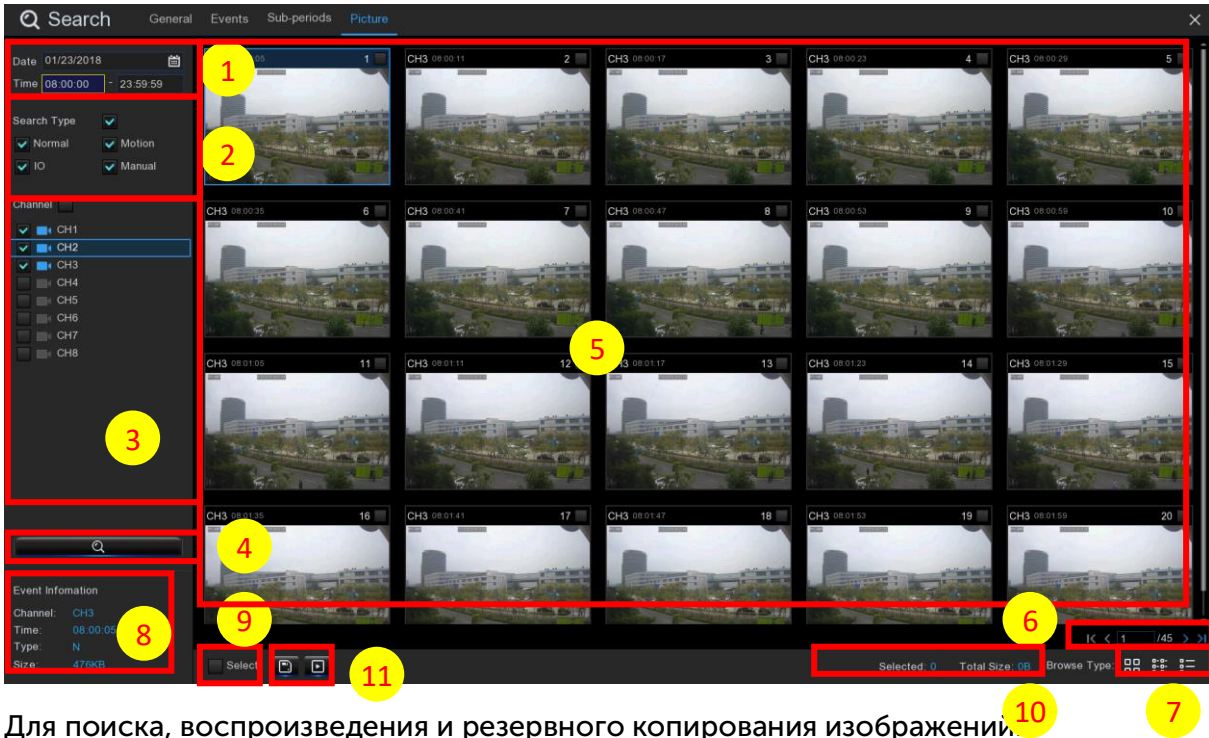 Search General Events Sub-periods Picture
Date 01/23/2018
Time 08:00:00 - 23:59:59
1
Search Type
Normal Motion
IO Manual
2
Channel
CH1
CH2
CH3
CH4
CH5
CH6
CH7
CH8
3
4
Event Infomation
Channel: CH3
Time: 08:00:05
Type: N
Size: 476KB
8
05 1
CH3 08:00:11 2
CH3 08:00:17 3
CH3 08:00:23 4
CH3 08:00:29 5
CH3 08:00:35 6
CH3 08:00:41 7
CH3 08:00:47 8
CH3 08:00:53 9
CH3 08:00:59 10
5
CH3 08:01:05 11
CH3 08:01:11 12
CH3 08:01:17 13
CH3 08:01:23 14
CH3 08:01:29 15
CH3 08:01:35 16
CH3 08:01:41 17
CH3 08:01:47 18
CH3 08:01:53 19
CH3 08:01:59 20
9
6
1 /45
Select
11
Selected: 0 Total Size: 0B Browse Type:
10
7
Для поиска, воспроизведения и резервного копирования изображений